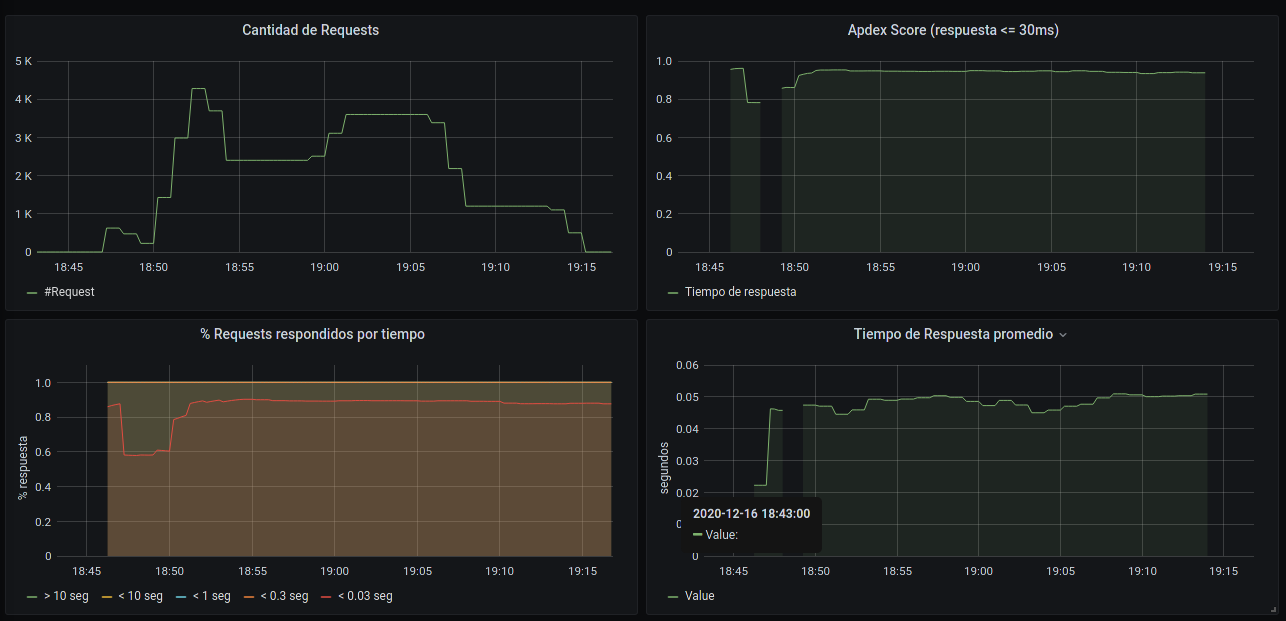 Cantidad de Requests
5 K
4 K
3 K
2 K
1 K
0
18:45 18:50 18:55 19:00 19:05 19:10 19:15
#Request
Apdex Score (respuesta <= 30ms)
1.0
0.8
0.6
0.4
0.2
0
18:45 18:50 18:55 19:00 19:05 19:10 19:15
Tiempo de respuesta
% Requests respondidos por tiempo
% respuesta
1.0
0.8
0.6
0.4
0.2
0
18:45 18:50 18:55 19:00 19:05 19:10 19:15
> 10 seg < 10 seg < 1 seg < 0.3 seg < 0.03 seg
Tiempo de Respuesta promedio
segundos
0.06
0.05
0.04
0.03
0.02
0
2020-12-16 18:43:00
Value:
18:45 18:50 18:55 19:00 19:05 19:10 19:15
Value